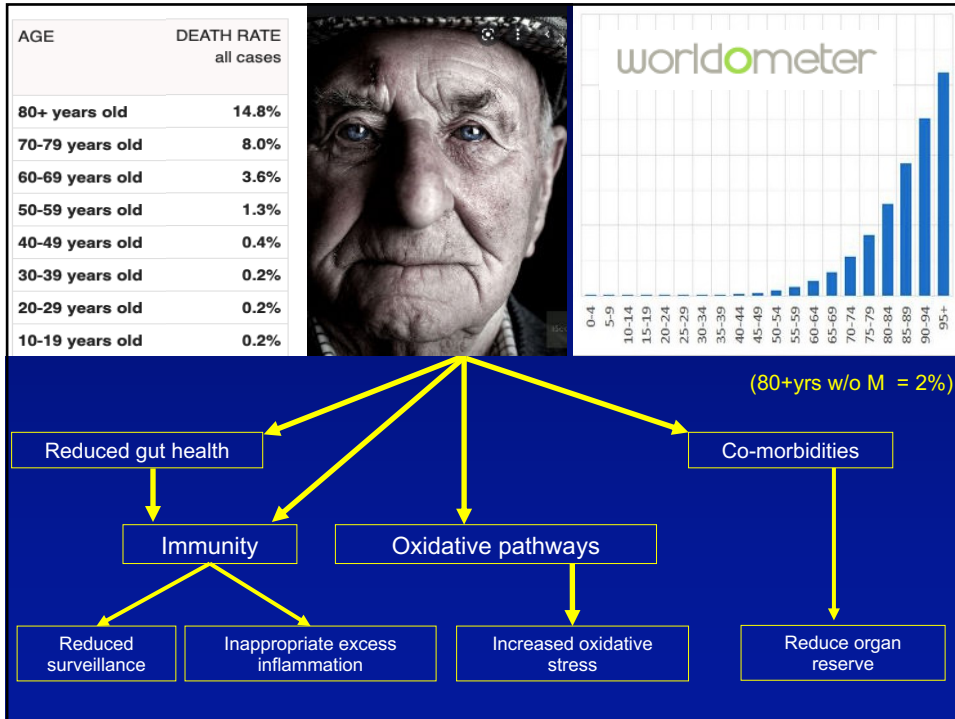 AGE DEATH RATE
all cases
80+ years old 14.8%
70-79 years old 8.0%
60-69 years old 3.6%
50-59 years old 1.3%
40-49 years old 0.4%
30-39 years old 0.2%
20-29 years old 0.2%
10-19 years old 0.2%
worldometer
0-4 5-9 10-14 15-19 20-24 25-29 30-34 35-39 40-44 45-49 50-54 55-59 60-64 65-69 70-74 75-79 80-84 85-89 90-94 95+
(80+yrs w/o M = 2%)
Reduced gut health
Co-morbidities
Immunity
Oxidative pathways
Reduced
surveillance
Inappropriate excess
inflammation
Increased oxidative
stress
Reduce organ
reserve